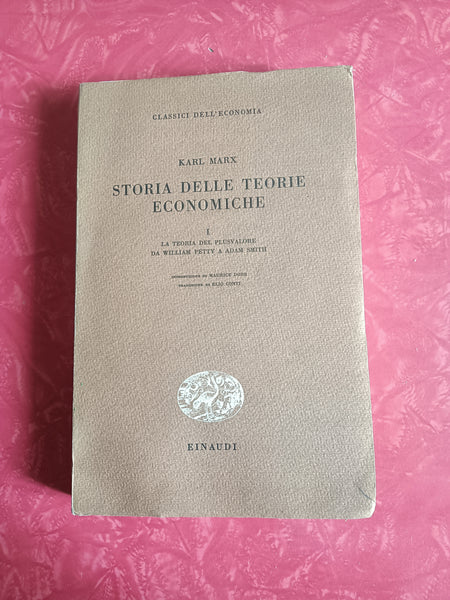 CLASSICI DELL'ECONOMIA
KARL MARX
STORIA DELLE TEORIE
ECONOMICHE
I
LA TEORIA DEL PLUSVALORE
DA WILLIAM PETTY A ADAM SMITH
INTRODUZIONE DI MAURICE DOBB
TRADUZIONE DI ELIO CONTI
EINAUDI